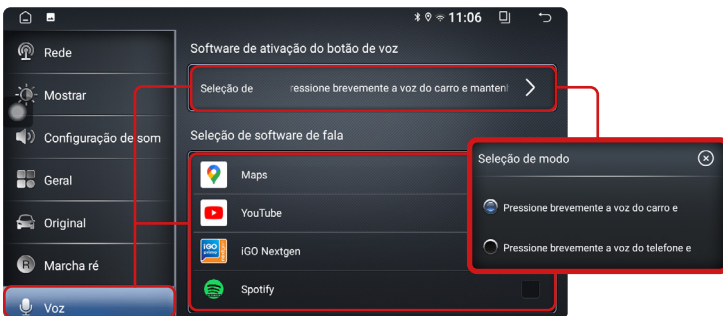 11:06
Rede
Mostrar
Configuração de som
Geral
Original
R Marcha ré
Voz
Software de ativação do botão de voz
Seleção de ressione brevemente a voz do carro e manten
Seleção de software de fala
Maps
YouTube
iGO Nextgen
Spotify
Seleção de modo
Pressione brevemente a voz do carro e
Pressione brevemente a voz do telefone e